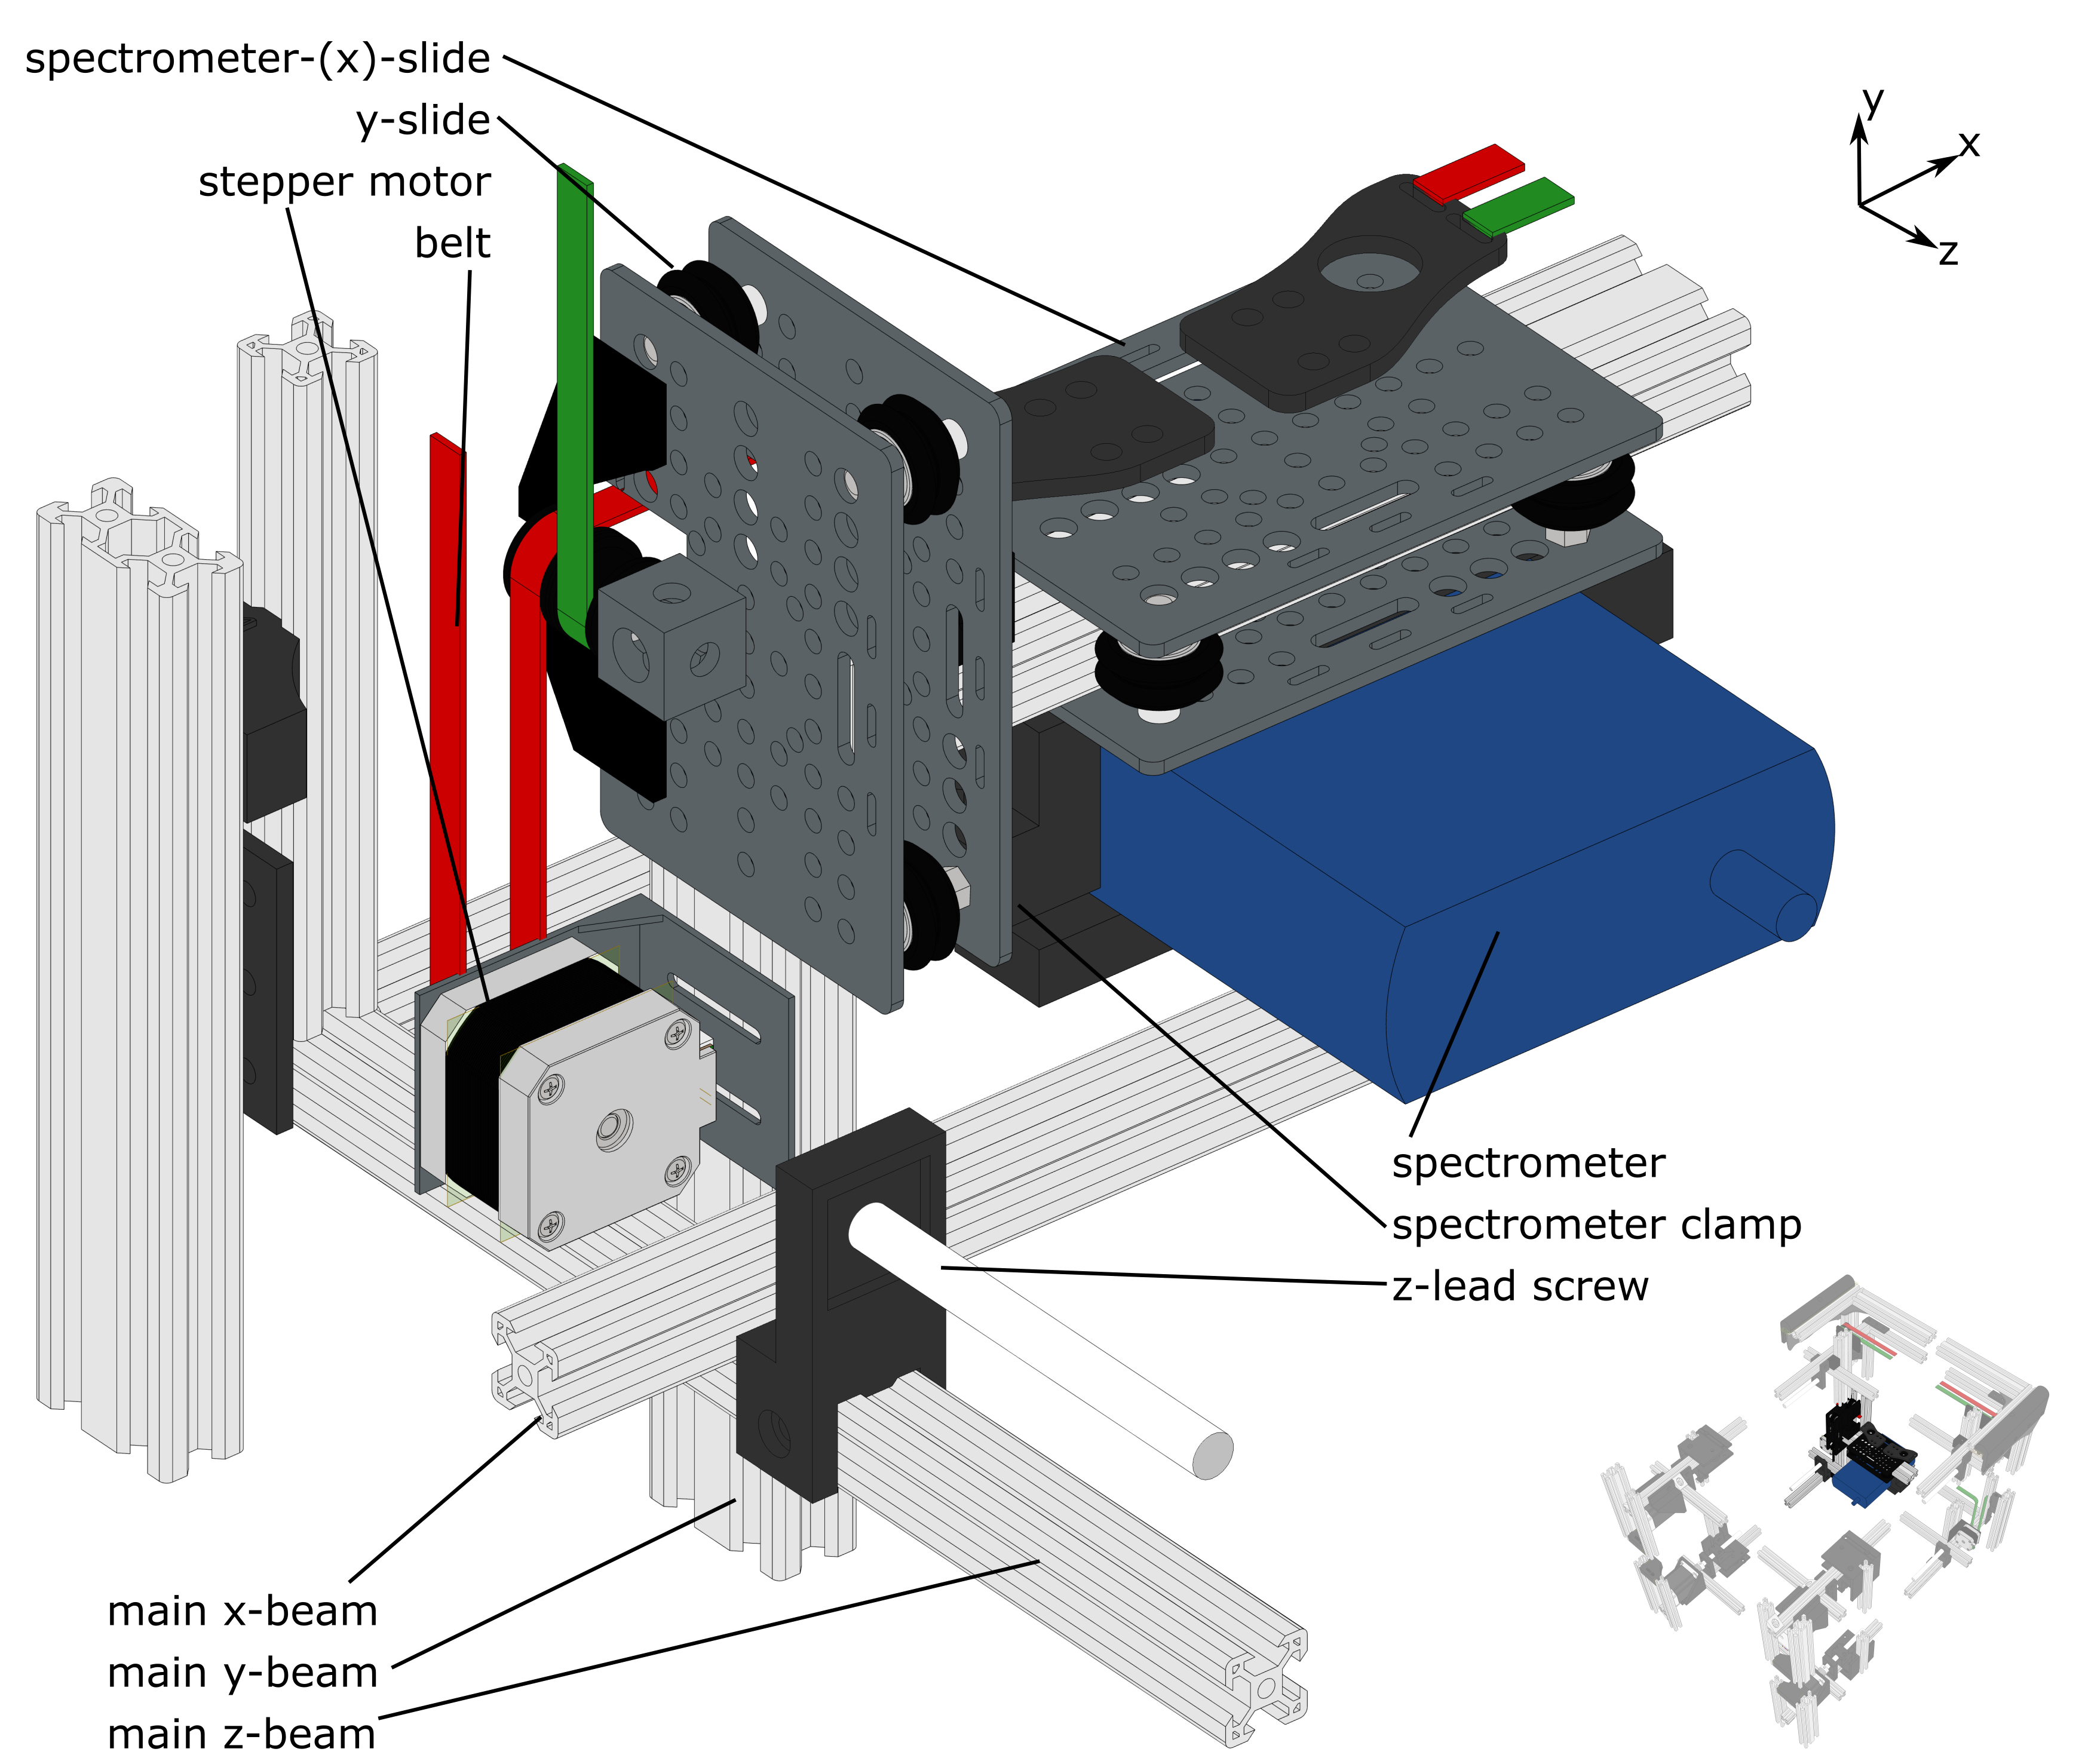 spectrometer-(x)-slide
y-slide
stepper motor
belt
y
x
z
spectrometer
spectrometer clamp
z-lead screw
main x-beam
main y-beam
main z-beam